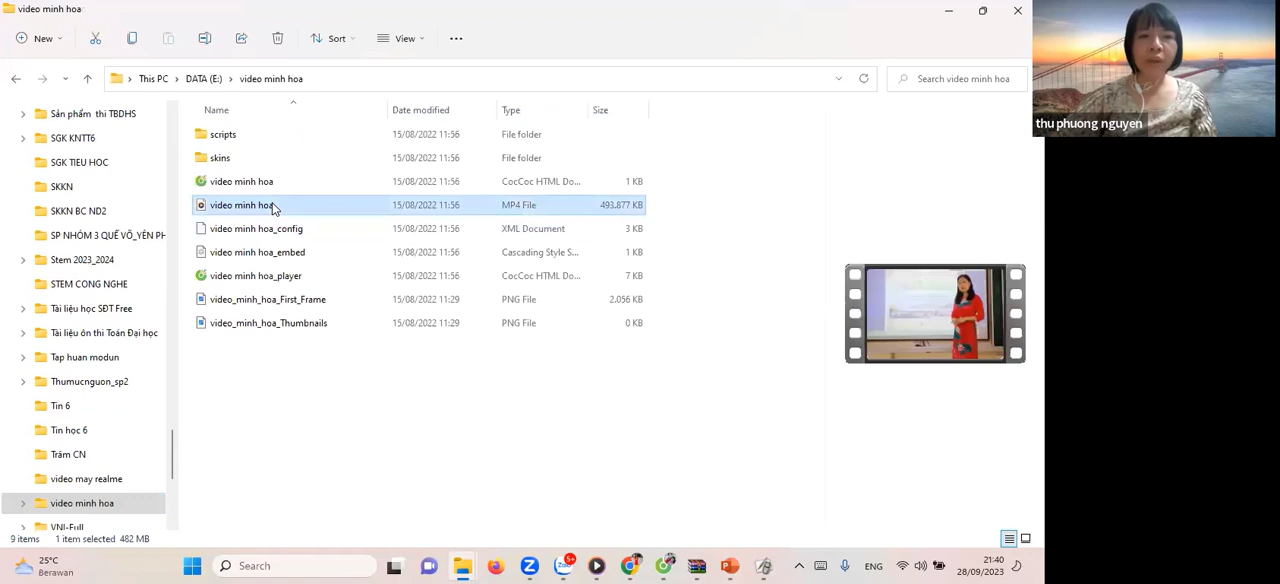 video minh hoa
New
Sort
View
This PC
DATA (E:)
video minh hoa
Search video minh hoa
thu phuong nguyen
Sản phẩm thi TBDHS
SGK KNTT6
SGK TIEU HOC
SKKN
SKKN BC ND2
SP NHÓM 3 QUẾ VÕ_YÊN PH
Stem 2023_2024
STEM CONG NGHE
Tài liệu học SĐT Free
Tài liệu ôn thi Toán Đại học
Tap huan modun
Thumucnguon_sp2
Tin 6
Tin học 6
Trám CN
video may realme
video minh hoa
VNI-Full
Name Date modified Type Size
scripts 15/08/2022 11:56 File folder
skins 15/08/2022 11:56 File folder
video minh hoa 15/08/2022 11:56 CocCoc HTML Do... 1 KB
video minh hoa 15/08/2022 11:56 MP4 File 493.877 KB
video minh hoa_config 15/08/2022 11:56 XML Document 3 KB
video minh hoa_embed 15/08/2022 11:56 Cascading Style S... 1 KB
video minh hoa_player 15/08/2022 11:56 CocCoc HTML Do... 7 KB
video_minh_hoa_First_Frame 15/08/2022 11:29 PNG File 2.056 KB
video_minh_hoa_Thumbnails 15/08/2022 11:29 PNG File 0 KB
9 items 1 item selected 482 MB
25°C
Berawan
Search
5+
ENG
21:40
28/09/2023